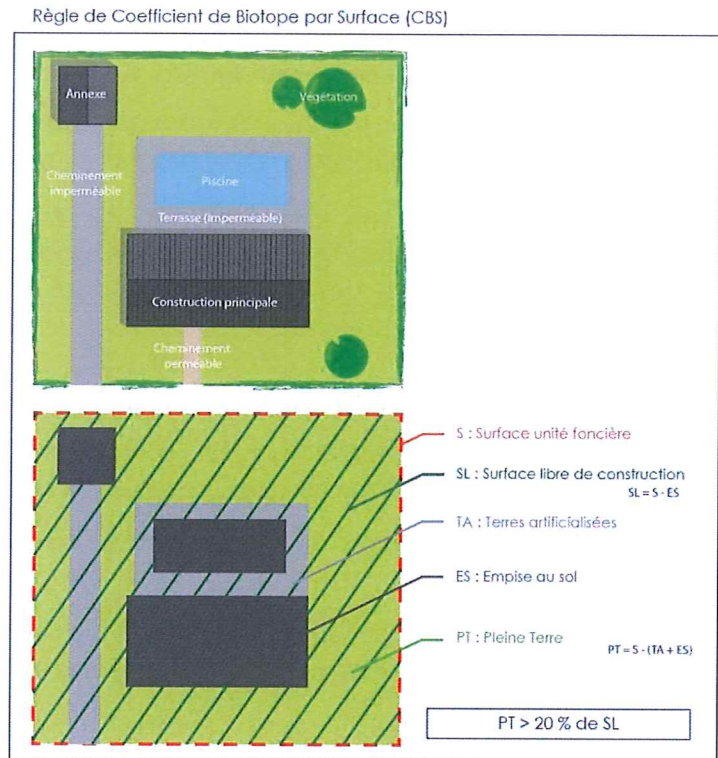 Règle de Coefficient de Biotope par Surface (CBS)
Annexe
Végétation
Cheminement
imperméable
Piscine
Terrasse (imperméable)
Construction principale
Cheminement
perméable
S : Surface unité foncière
SL : Surface libre de construction
SL = S - ES
TA : Terres artificialisées
ES : Empise au sol
PT : Pleine Terre
PT = S - (TA + ES)
PT > 20 % de SL